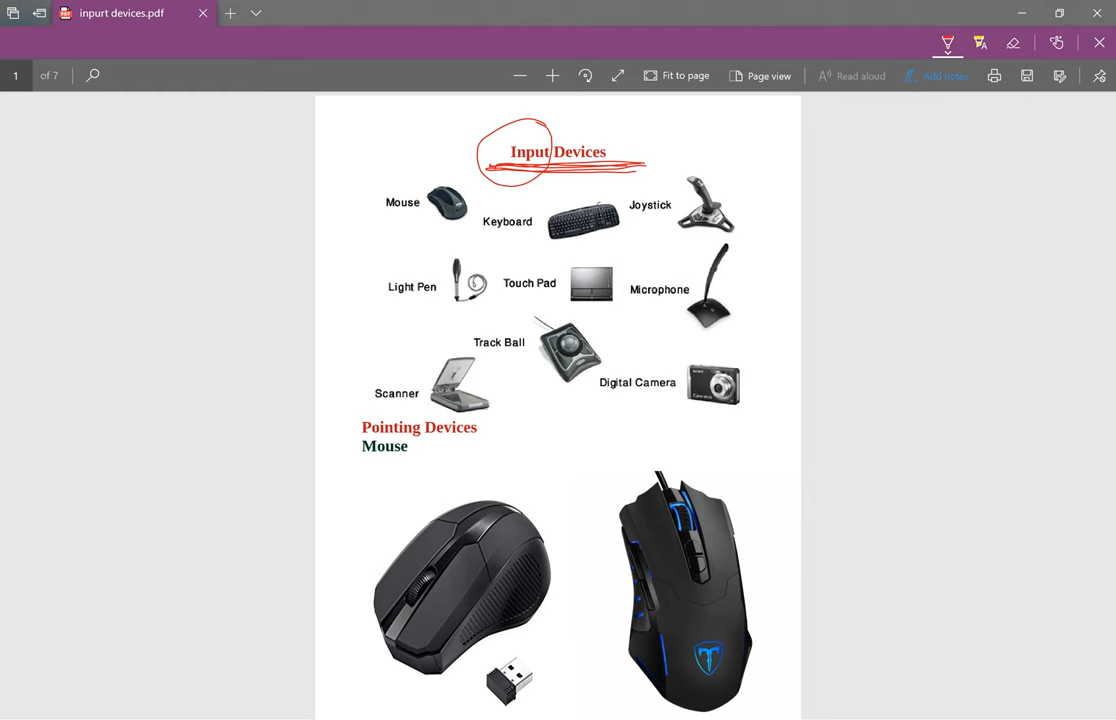 inpurt devices.pdf
1 of 7 Fit to page Page view Read aloud Add notes
Input Devices
Mouse
Keyboard
Joystick
Light Pen
Touch Pad
Microphone
Track Ball
Digital Camera
Scanner
Pointing Devices
Mouse